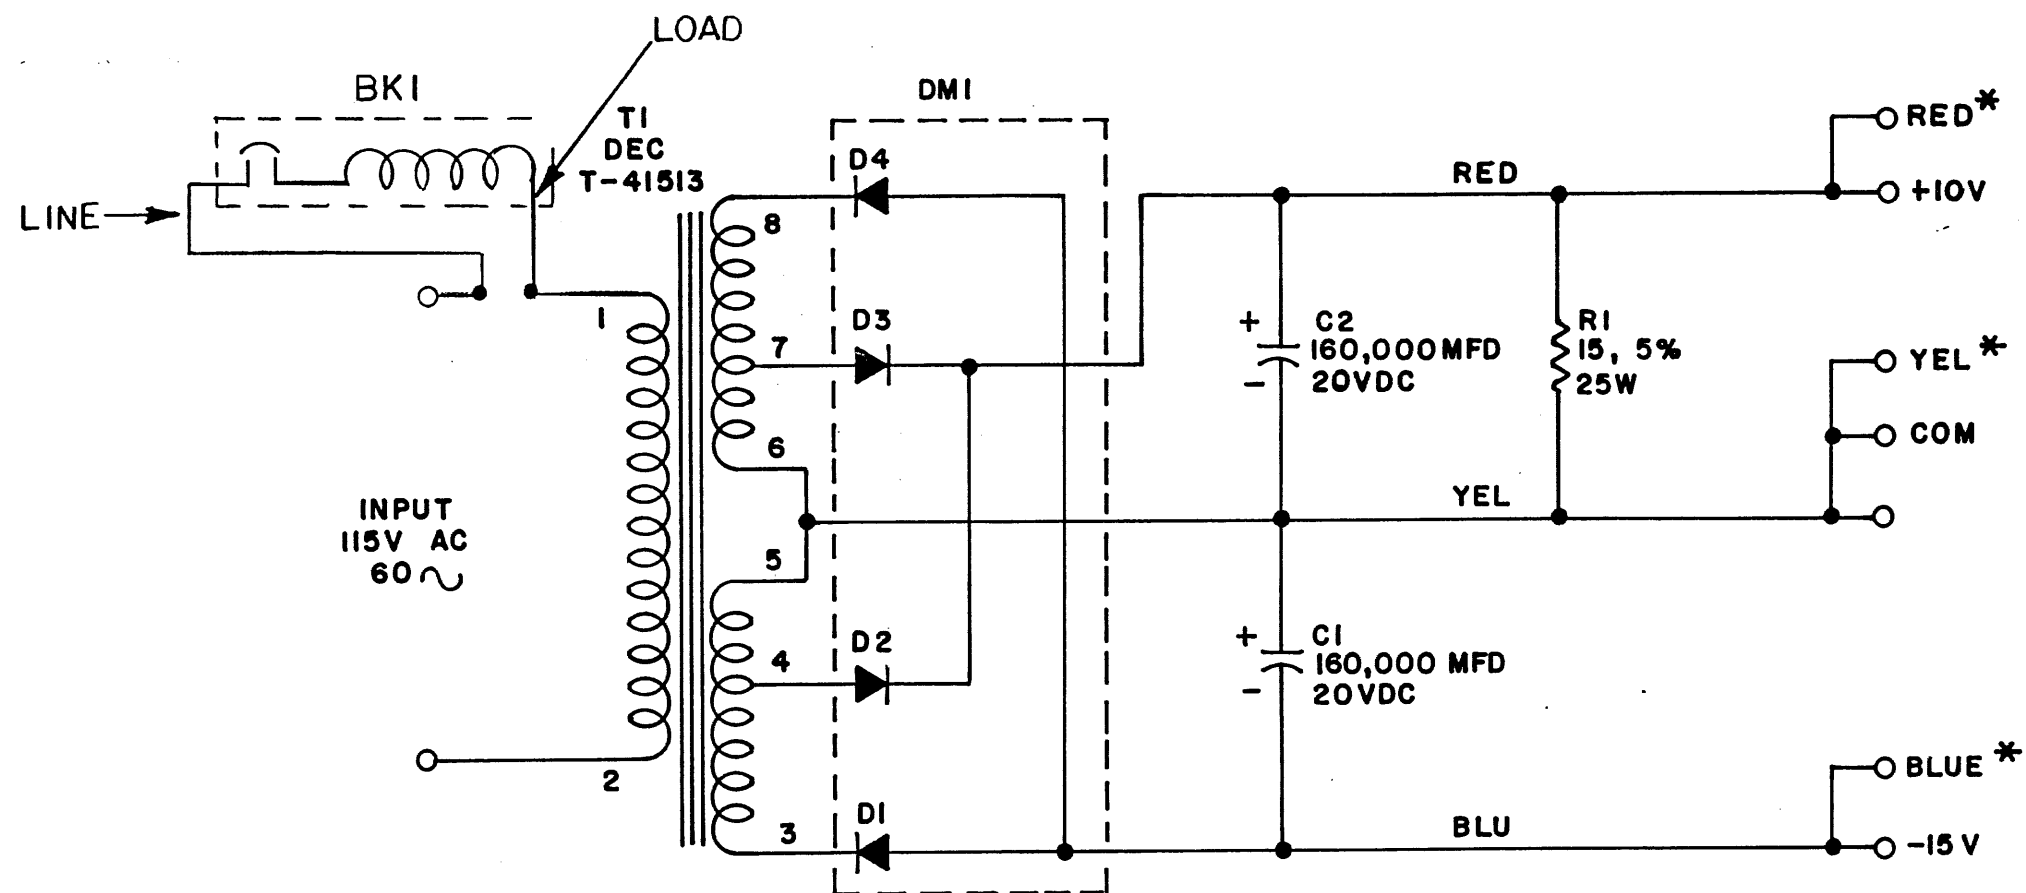 LOAD
BK1
T1
DEC
T-41513
LINE
DM1
D4
8
D3
7
6
5
D2
4
D1
3
1
2
INPUT
115V AC
60~
RED
C2
160,000MFD
20VDC
+
-
R1
15, 5%
25W
YEL
C1
160,000 MFD
20VDC
+
-
BLU
RED*
+10V
YEL*
COM
BLUE*
-15V